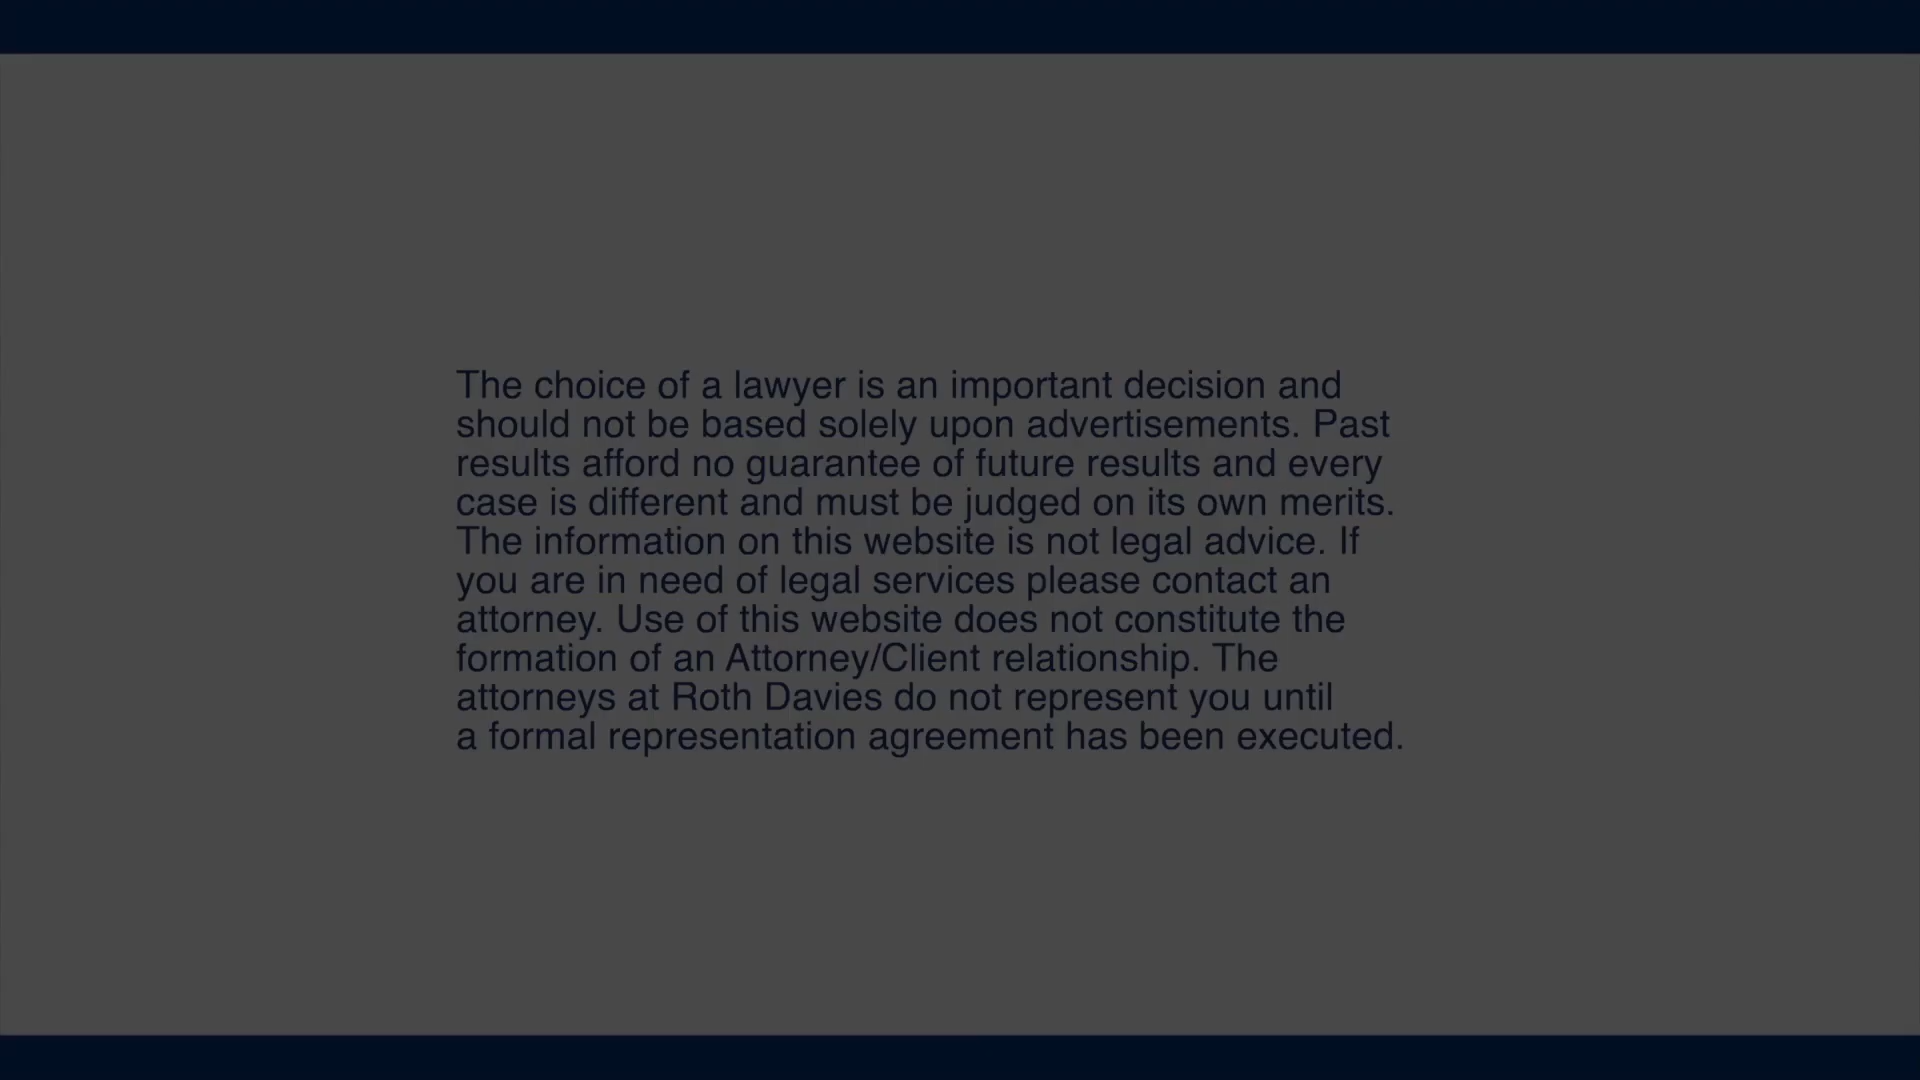 The choice of a lawyer is an important decision and
should not be based solely upon advertisements. Past
results afford no guarantee of future results and every
case is different and must be judged on its own merits.
The information on this website is not legal advice. If
you are in need of legal services please contact an
attorney. Use of this website does not constitute the
formation of an Attorney/Client relationship. The
attorneys at Roth Davies do not represent you until
a formal representation agreement has been executed.